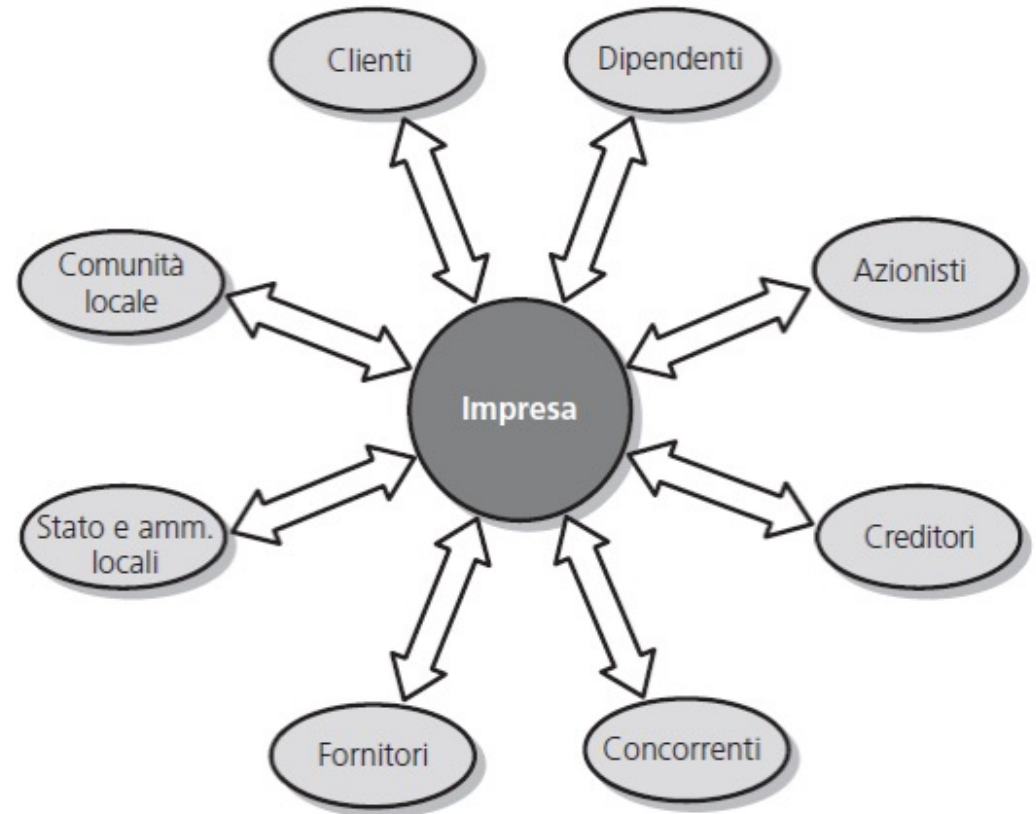 Clienti
Dipendenti
Comunità
locale
Azionisti
Impresa
Stato e amm.
locali
Creditori
Fornitori
Concorrenti